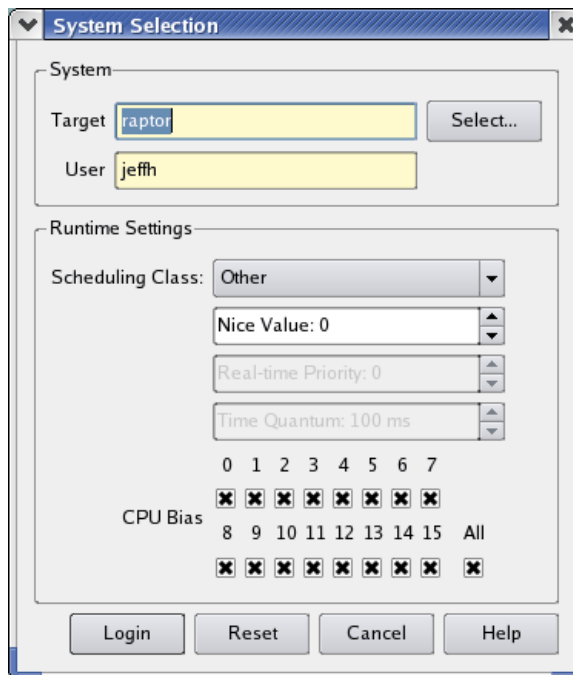 System Selection
System
Target raptor Select...
User jeffh
Runtime Settings
Scheduling Class: Other
Nice Value: 0
Real-time Priority: 0
Time Quantum: 100 ms
0 1 2 3 4 5 6 7
CPU Bias
8 9 10 11 12 13 14 15 All
Login Reset Cancel Help